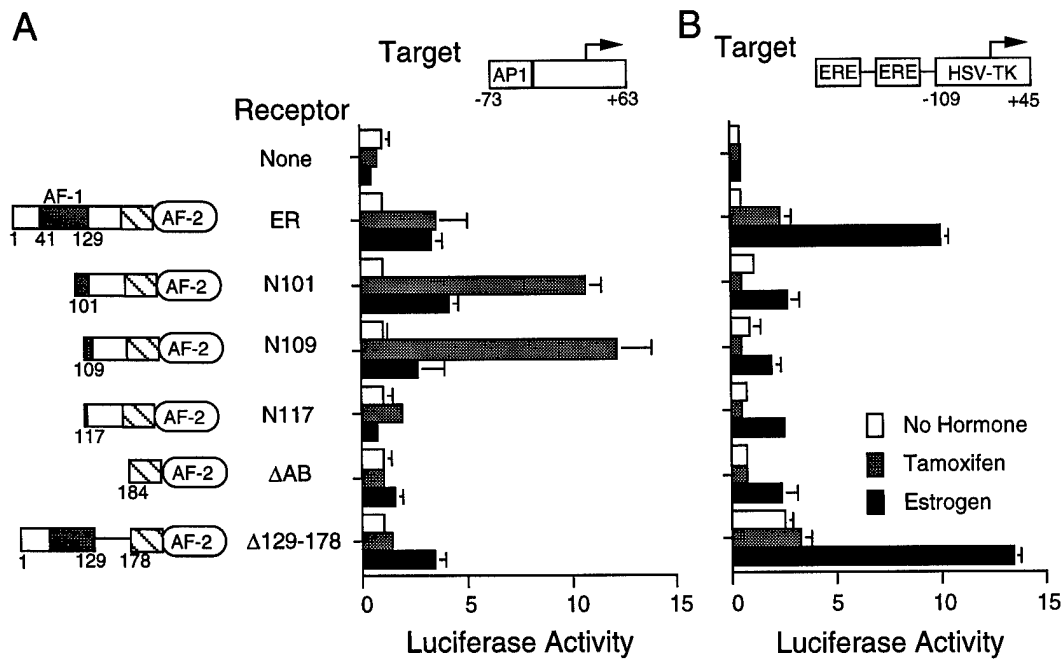 A
Target
AP1
-73
+63
B
Target
ERE
ERE
HSV-TK
-109
+45
Receptor
None
AF-1
AF-2
1
41
129
ER
AF-2
101
N101
AF-2
109
N109
AF-2
117
N117
AF-2
184
ΔAB
AF-2
1
129
178
Δ129-178
No Hormone
Tamoxifen
Estrogen
0
5
10
15
Luciferase Activity
0
5
10
15
Luciferase Activity